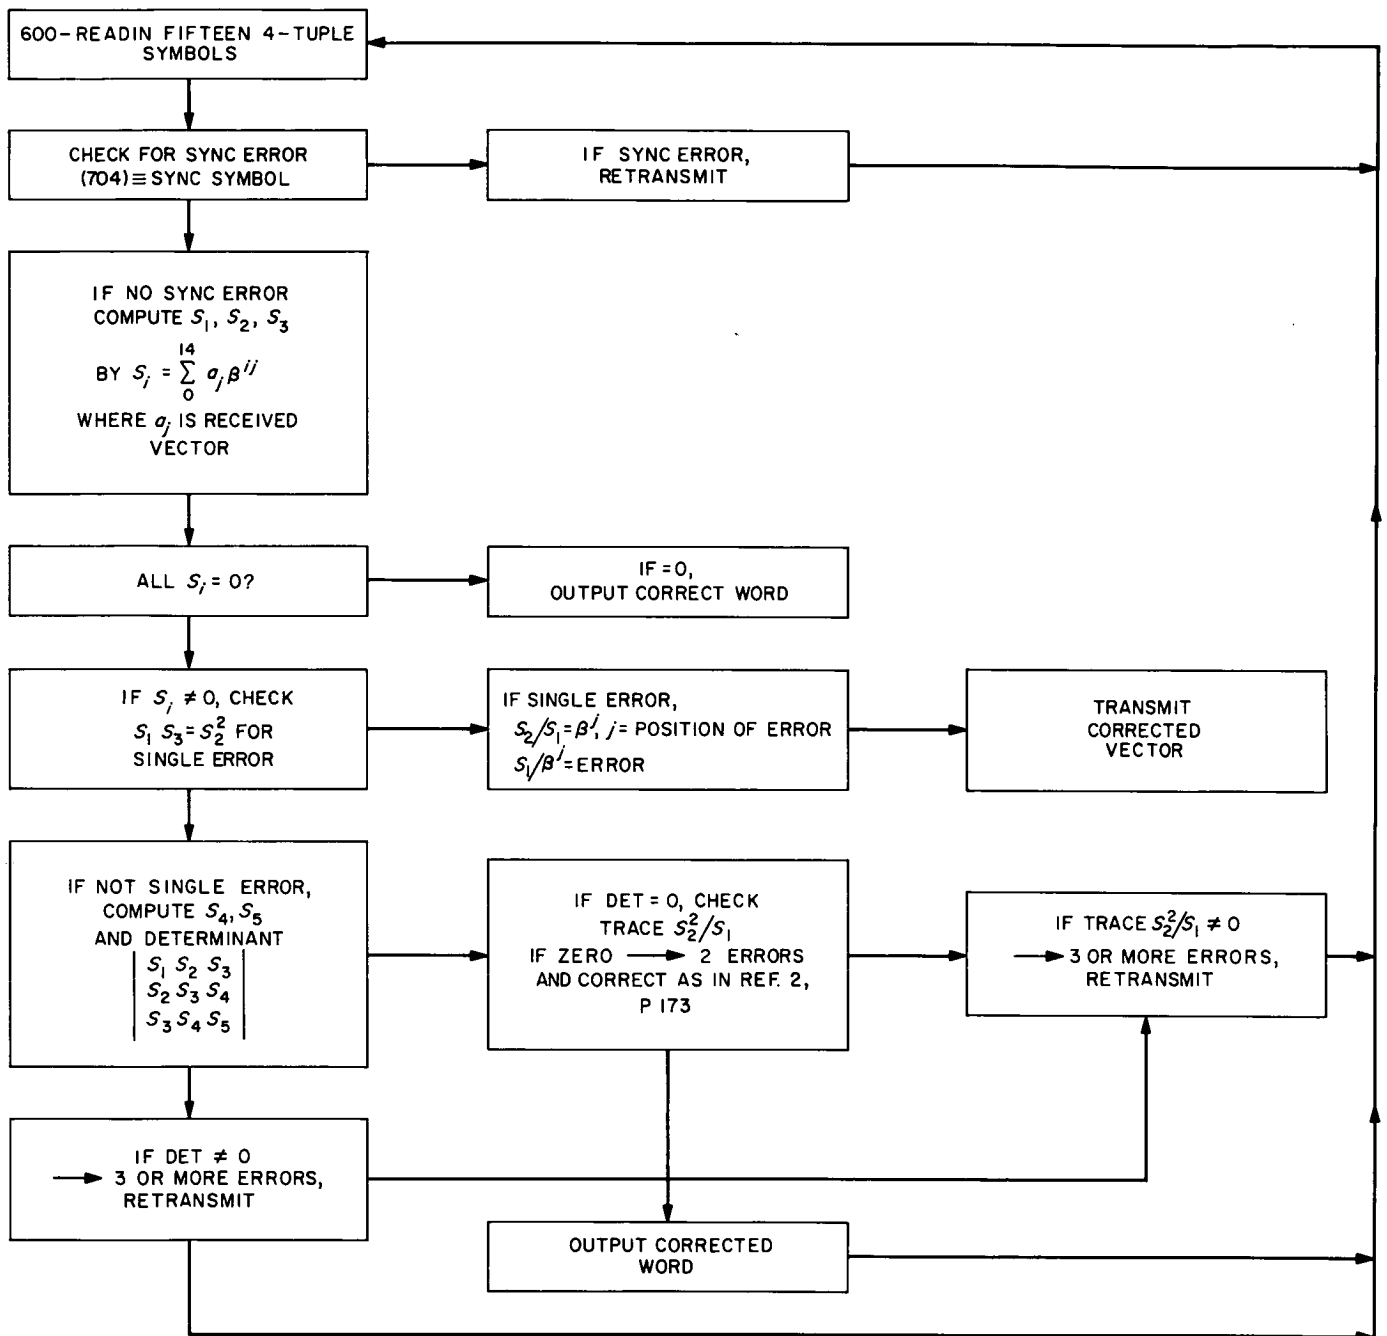 600-READIN FIFTEEN 4-TUPLE
SYMBOLS
CHECK FOR SYNC ERROR
(704) ≡ SYNC SYMBOL
IF SYNC ERROR,
RETRANSMIT
IF NO SYNC ERROR
COMPUTE S₁, S₂, S₃
14
BY Sᵢ = Σ aⱼ βⁱʲ
0
WHERE aⱼ IS RECEIVED
VECTOR
ALL Sᵢ = 0?
IF = 0,
OUTPUT CORRECT WORD
IF Sᵢ ≠ 0, CHECK
S₁ S₃ = S₂² FOR
SINGLE ERROR
IF SINGLE ERROR,
S₂/S₁ = βʲ, j = POSITION OF ERROR
S₁/βʲ = ERROR
TRANSMIT
CORRECTED
VECTOR
IF NOT SINGLE ERROR,
COMPUTE S₄, S₅
AND DETERMINANT
| S₁ S₂ S₃ |
| S₂ S₃ S₄ |
| S₃ S₄ S₅ |
IF DET = 0, CHECK
TRACE S₂²/S₁
IF ZERO → 2 ERRORS
AND CORRECT AS IN REF. 2,
P 173
IF TRACE S₂²/S₁ ≠ 0
→ 3 OR MORE ERRORS,
RETRANSMIT
IF DET ≠ 0
→ 3 OR MORE ERRORS,
RETRANSMIT
OUTPUT CORRECTED
WORD